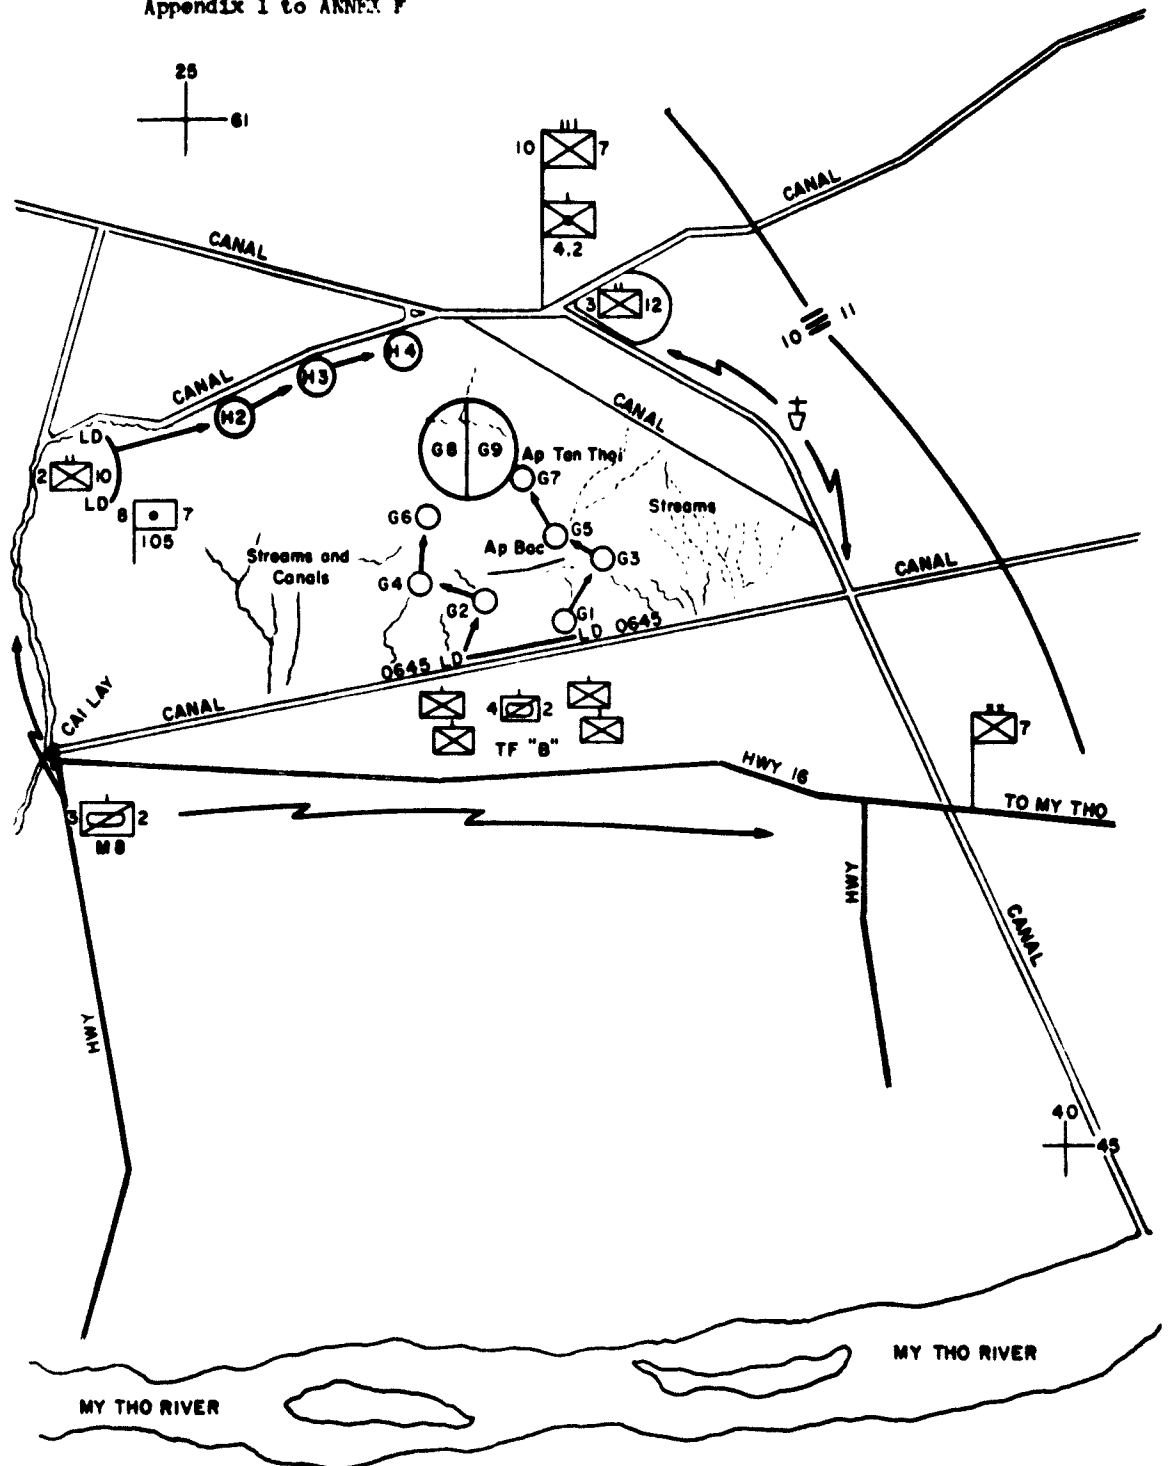 Appendix 1 to ANNEX F
25
61
10 7
4.2
CANAL
CANAL
3 12
10 11
H4
H3
CANAL
H2
LD
2 10
LD
8 7
105
CANAL
G8 G9
Ap Tan Thoi
G7
G6
G5
Streams
Ap Bac
G3
Streams and
Canals
G4
G2
G1
CANAL
LD 0645
0645 LD
CAI LAY
CANAL
4 2
TF "B"
7
HWY 16
TO MY THO
3 2
M8
HWY
CANAL
HWY
40
45
MY THO RIVER
MY THO RIVER